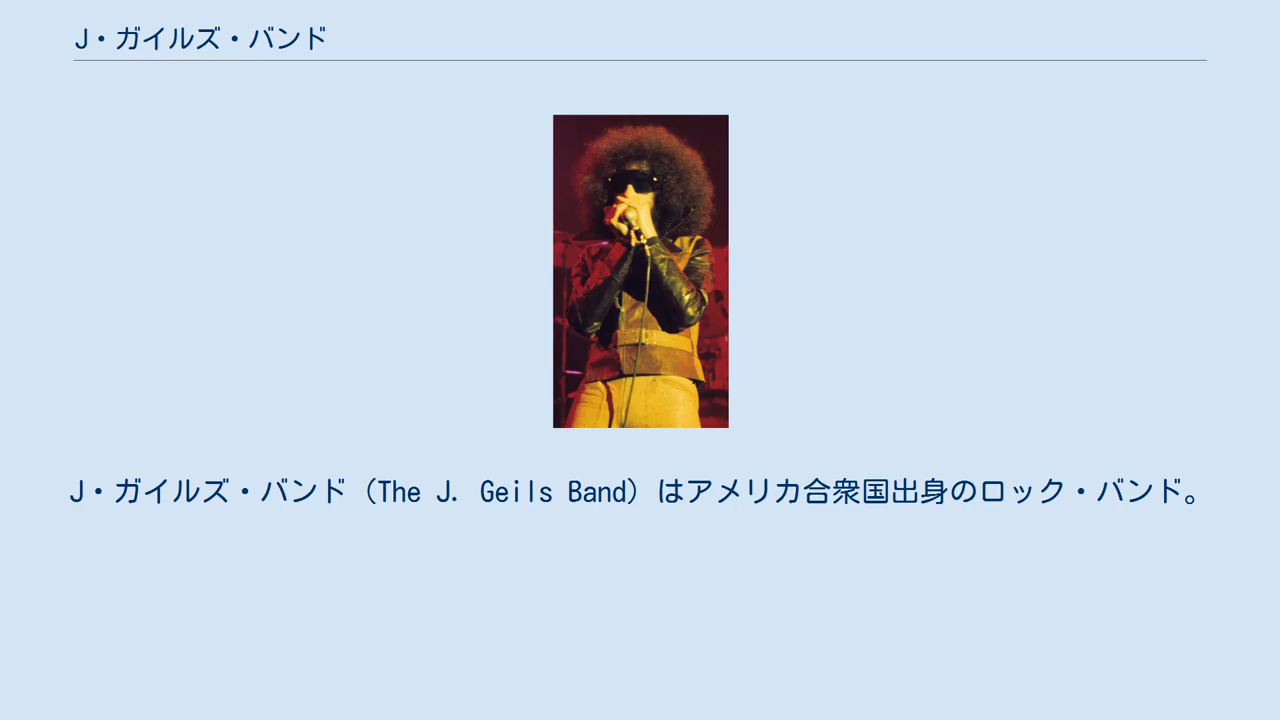 J・ガイルズ・バンド
J・ガイルズ・バンド（The J. Geils Band）はアメリカ合衆国出身のロック・バンド。